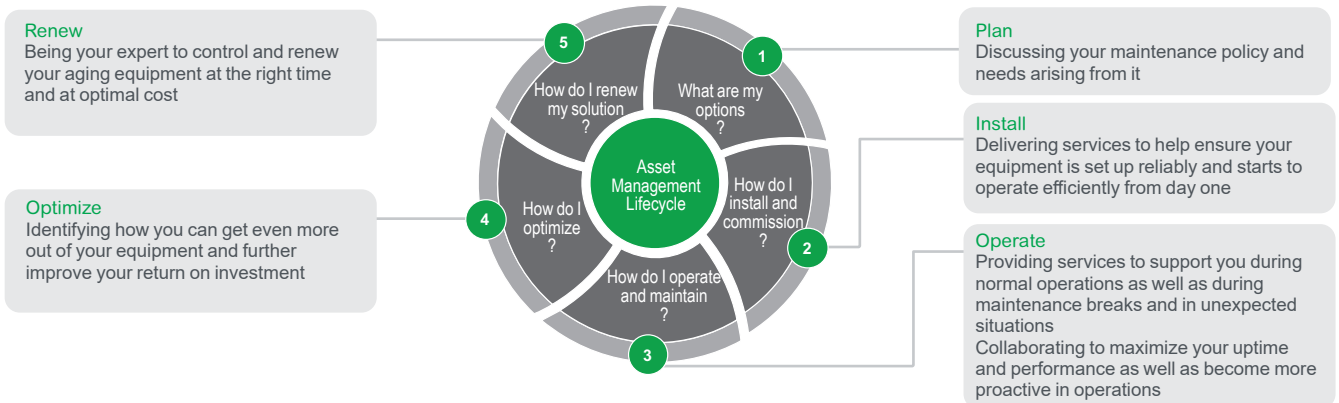 Renew
Being your expert to control and renew
your aging equipment at the right time
and at optimal cost
Optimize
Identifying how you can get even more
out of your equipment and further
improve your return on investment
5
How do I renew
my solution
?
1
What are my
options
?
Asset
Management
Lifecycle
How do I
install and
commission
?
2
4
How do I
optimize
?
How do I operate
and maintain
?
3
Plan
Discussing your maintenance policy and
needs arising from it
Install
Delivering services to help ensure your
equipment is set up reliably and starts to
operate efficiently from day one
Operate
Providing services to support you during
normal operations as well as during
maintenance breaks and in unexpected
situations
Collaborating to maximize your uptime
and performance as well as become more
proactive in operations